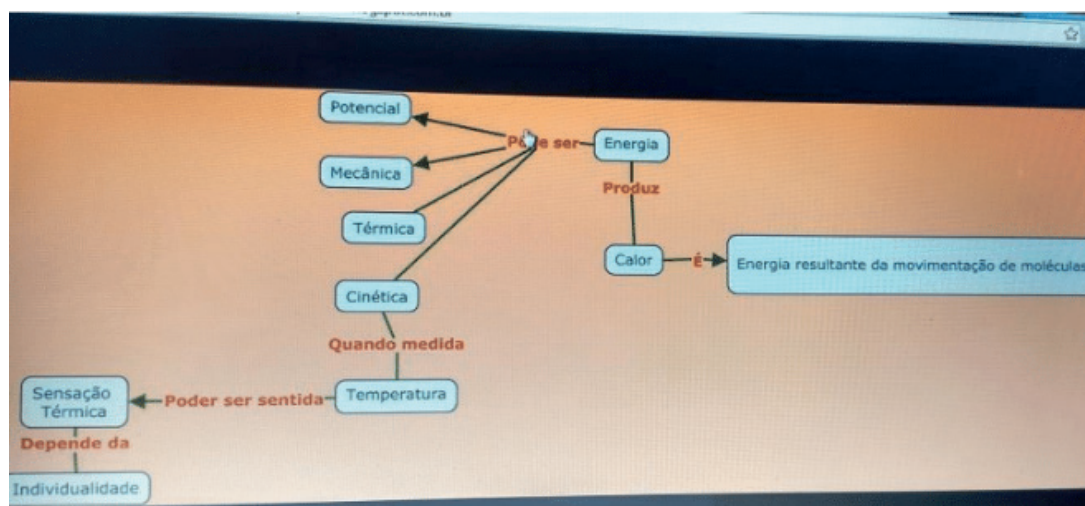 Potencial
Pode ser
Energia
Mecânica
Produz
Térmica
Calor
É
Energia resultante da movimentação de moléculas
Cinética
Quando medida
Sensação
Térmica
Poder ser sentida
Temperatura
Depende da
Individualidade